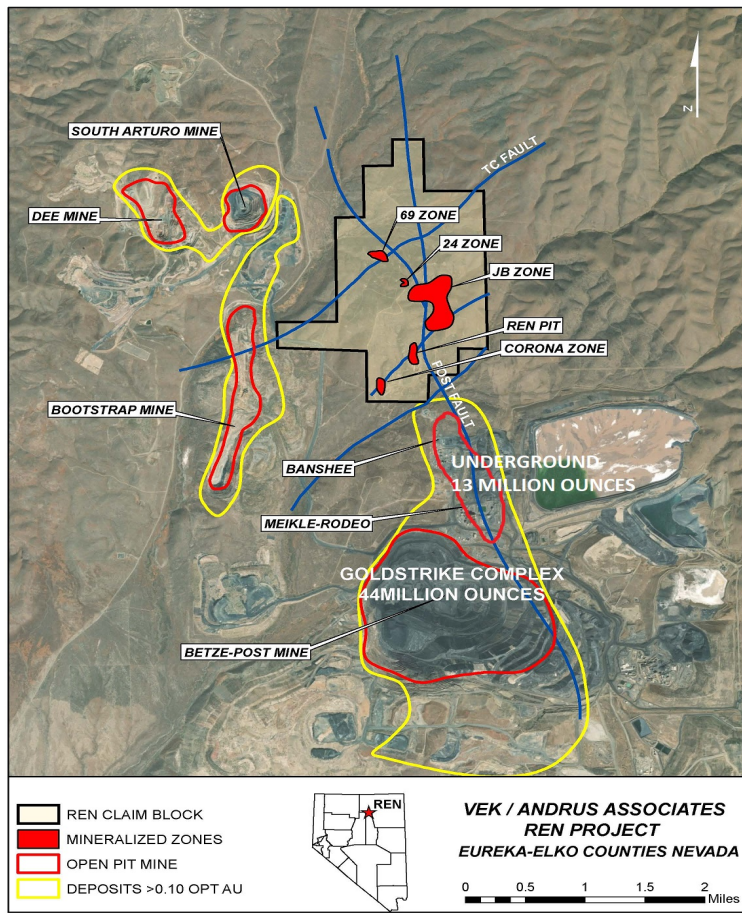 N
SOUTH ARTURO MINE
TC FAULT
DEE MINE
69 ZONE
24 ZONE
JB ZONE
REN PIT
CORONA ZONE
POST FAULT
BOOTSTRAP MINE
BANSHEE
UNDERGROUND
13 MILLION OUNCES
MEIKLE-RODEO
GOLDSTRIKE COMPLEX
44MILLION OUNCES
BETZE-POST MINE
REN CLAIM BLOCK
MINERALIZED ZONES
OPEN PIT MINE
DEPOSITS >0.10 OPT AU
REN
VEK / ANDRUS ASSOCIATES
REN PROJECT
EUREKA-ELKO COUNTIES NEVADA
0 0.5 1 1.5 2
Miles